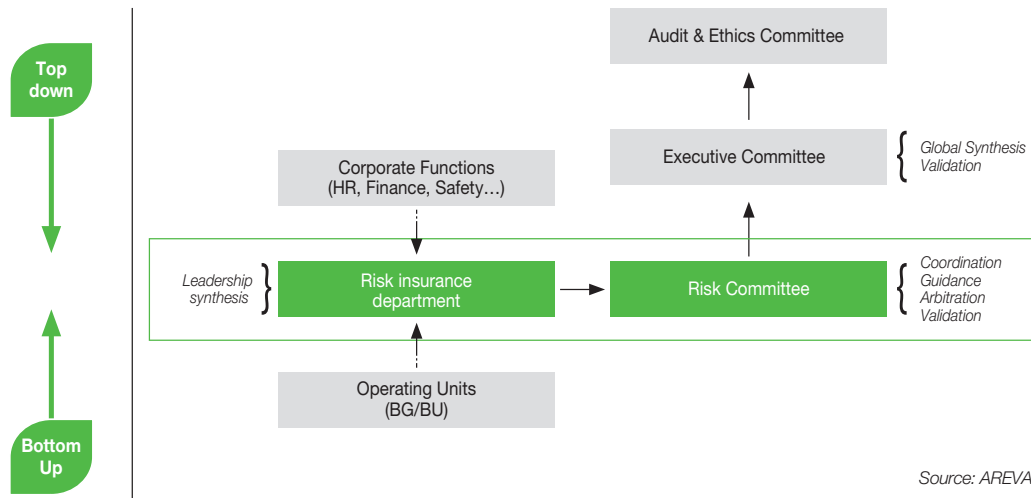 Top
down
Audit & Ethics Committee
Executive Committee
Global Synthesis
Validation
Corporate Functions
(HR, Finance, Safety…)
Leadership
synthesis
Risk insurance
department
Risk Committee
Coordination
Guidance
Arbitration
Validation
Operating Units
(BG/BU)
Bottom
Up
Source: AREVA